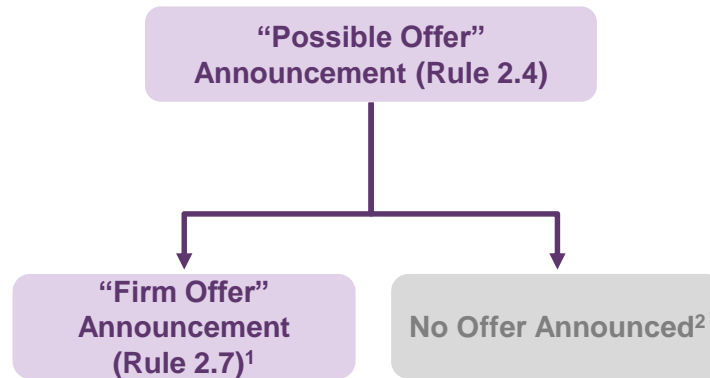 “Possible Offer”
Announcement (Rule 2.4)
“Firm Offer”
Announcement
(Rule 2.7)¹
No Offer Announced²